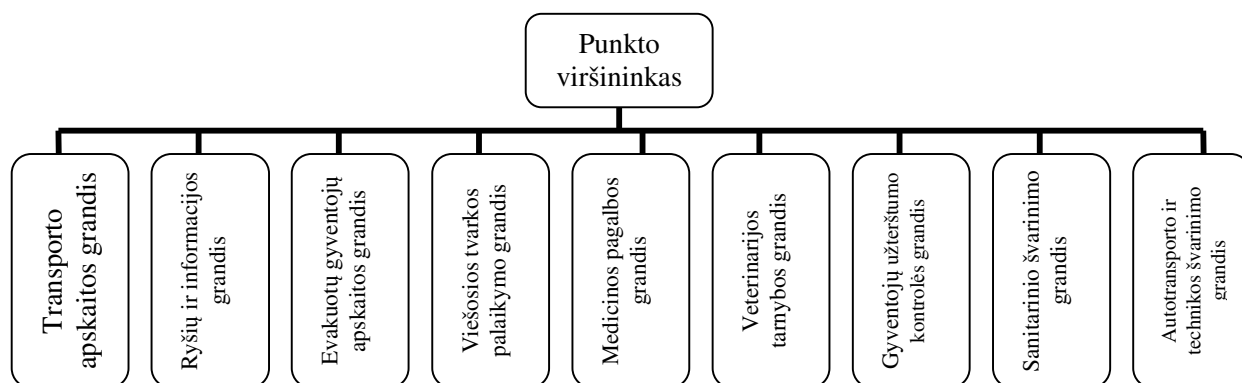 Punkto
viršininkas
Transporto
apskaitos grandis
Ryšių ir informacijos
grandis
Evakuotų gyventojų
apskaitos grandis
Viešosios tvarkos
palaikymo grandis
Medicinos pagalbos
grandis
Veterinarijos
tarnybos grandis
Gyventojų užterštumo
kontrolės grandis
Sanitarinio švarinimo
grandis
Autotransporto ir
technikos švarinimo
grandis